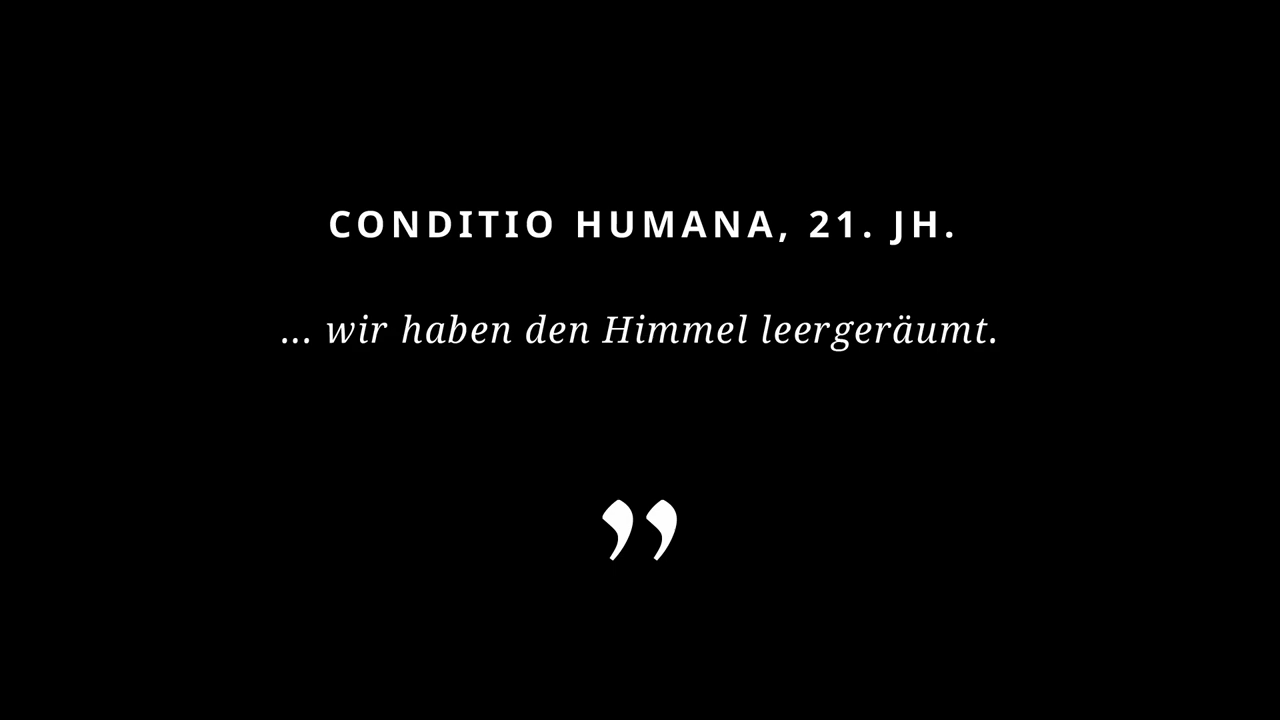 CONDITIO HUMANA, 21. JH.
... wir haben den Himmel leergeräumt.
”